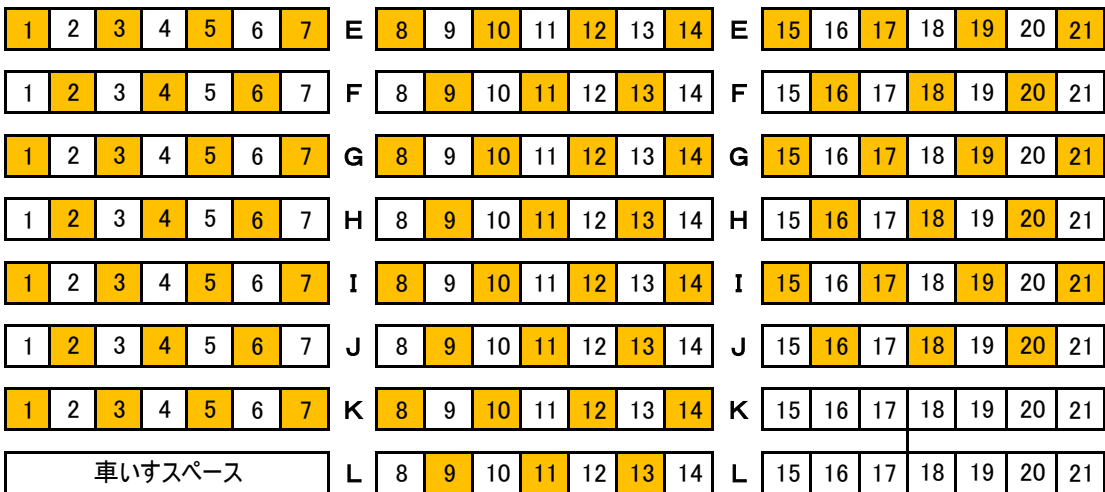 1 2 3 4 5 6 7 E 8 9 10 11 12 13 14 E 15 16 17 18 19 20 21
1 2 3 4 5 6 7 F 8 9 10 11 12 13 14 F 15 16 17 18 19 20 21
1 2 3 4 5 6 7 G 8 9 10 11 12 13 14 G 15 16 17 18 19 20 21
1 2 3 4 5 6 7 H 8 9 10 11 12 13 14 H 15 16 17 18 19 20 21
1 2 3 4 5 6 7 I 8 9 10 11 12 13 14 I 15 16 17 18 19 20 21
1 2 3 4 5 6 7 J 8 9 10 11 12 13 14 J 15 16 17 18 19 20 21
1 2 3 4 5 6 7 K 8 9 10 11 12 13 14 K 15 16 17 18 19 20 21
車いすスペース L 8 9 10 11 12 13 14 L 15 16 17 18 19 20 21